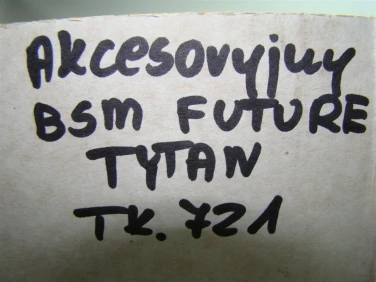 Akcesoryjny
BSM FUTURE
TYTAN
TK.721